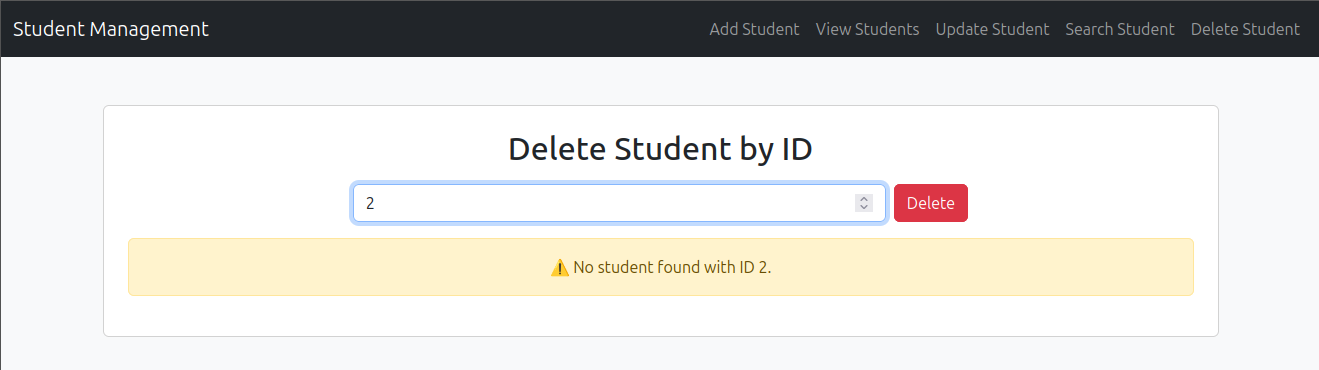 Student Management Add Student View Students Update Student Search Student Delete Student
Delete Student by ID
2 Delete
⚠️ No student found with ID 2.